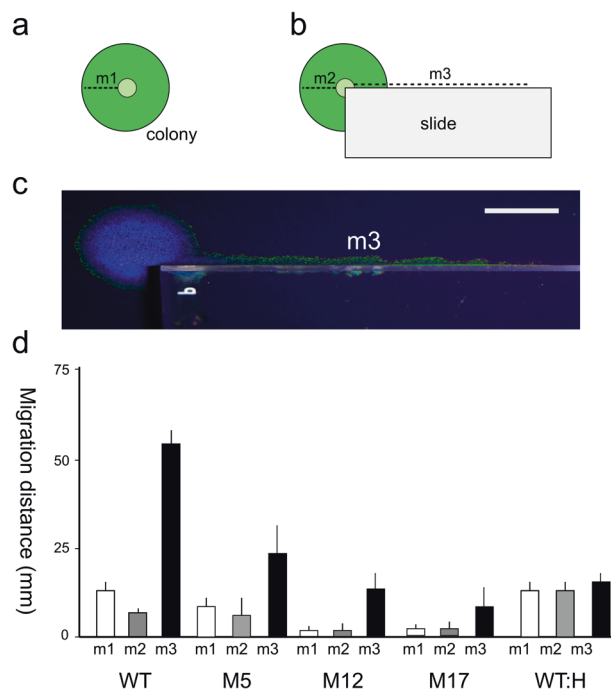 a
b
m1
colony
m2
m3
slide
c
m3
b
d
Migration distance (mm)
75
50
25
0
m1 m2 m3 m1 m2 m3 m1 m2 m3 m1 m2 m3 m1 m2 m3
WT M5 M12 M17 WT:H